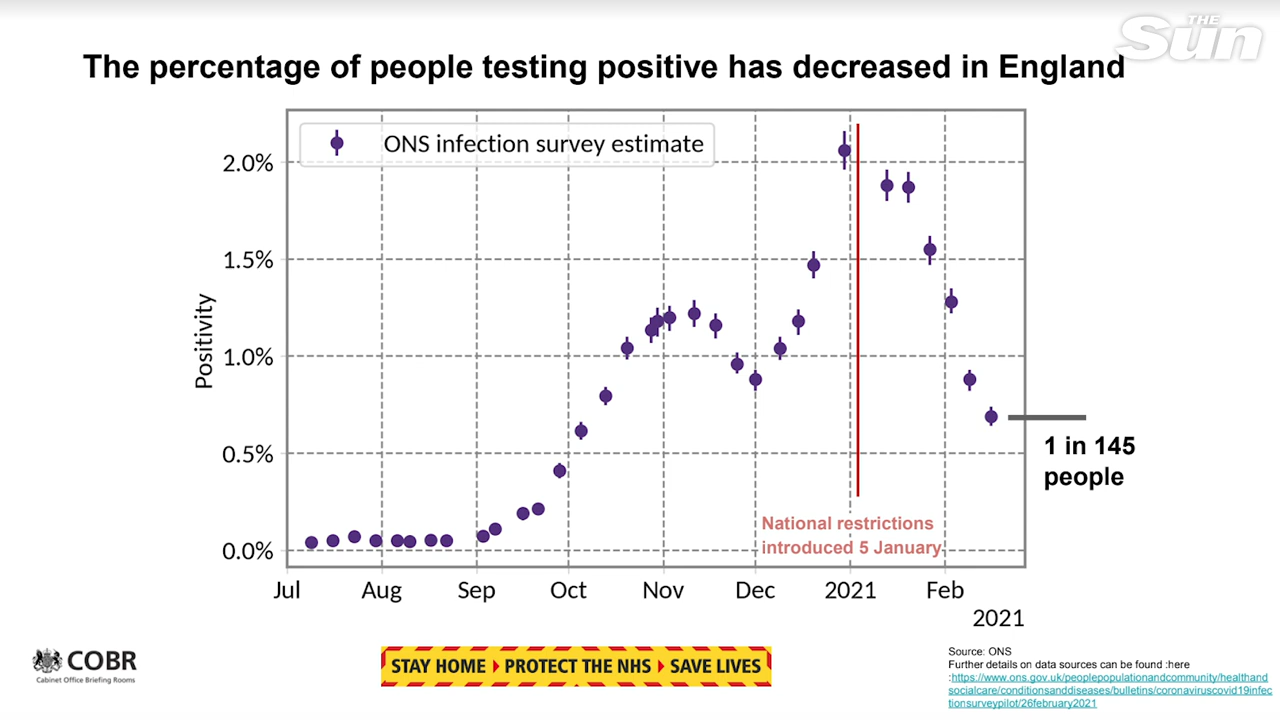 THE
Sun
The percentage of people testing positive has decreased in England
ONS infection survey estimate
2.0%
1.5%
1.0%
0.5%
0.0%
Positivity
1 in 145
people
National restrictions
introduced 5 January
Jul Aug Sep Oct Nov Dec 2021 Feb
2021
COBR
Cabinet Office Briefing Rooms
STAY HOME PROTECT THE NHS SAVE LIVES
Source: ONS
Further details on data sources can be found :here
:https://www.ons.gov.uk/peoplepopulationandcommunity/healthand
socialcare/conditionsanddiseases/bulletins/coronaviruscovid19infec
tionsurveypilot/26february2021